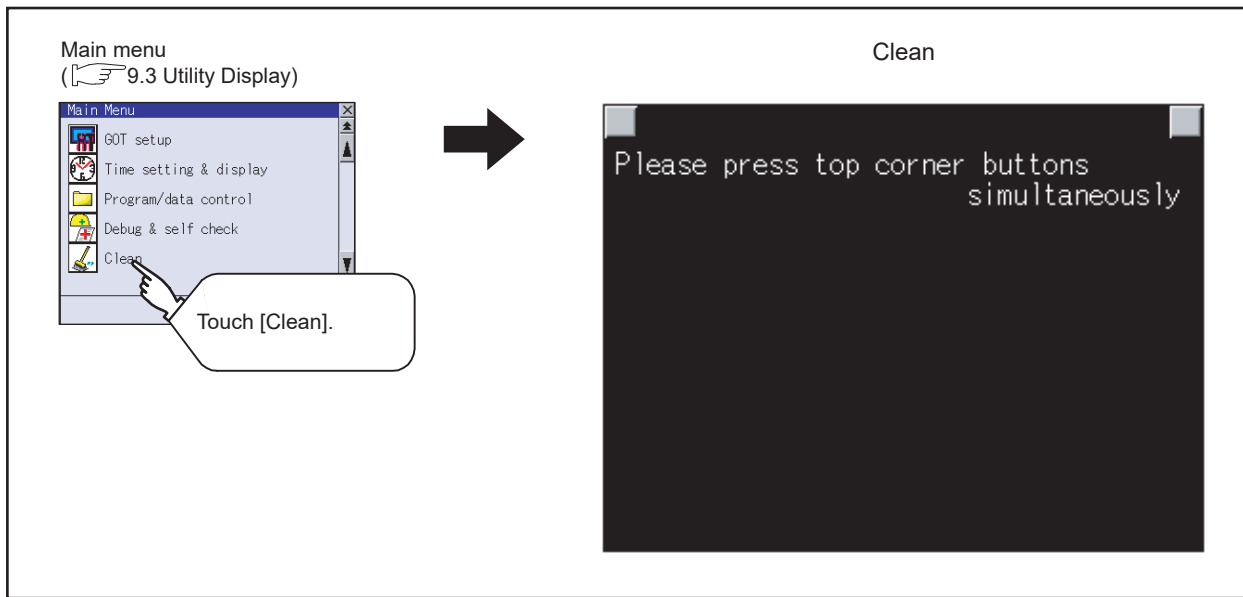 Main menu
(9.3 Utility Display)
Main Menu
GOT setup
Time setting & display
Program/data control
Debug & self check
Clean
Touch [Clean].
Clean
Please press top corner buttons
simultaneously